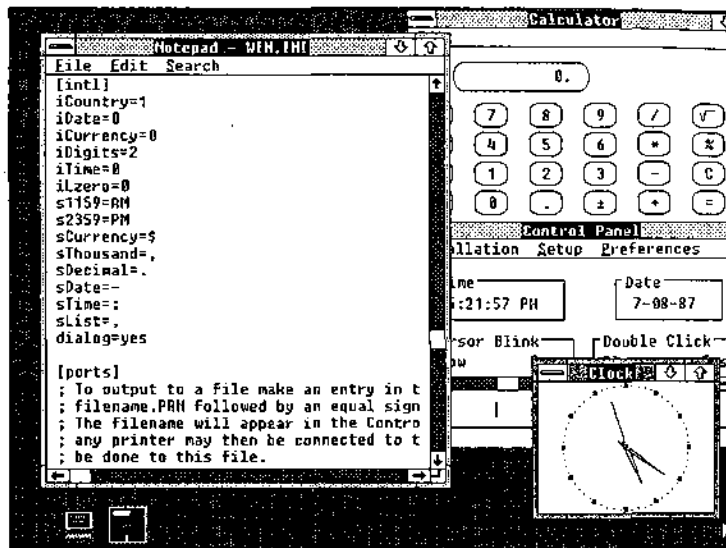 Calculator
0.
7 8 9 / √
4 5 6 * %
1 2 3 - C
0 . ± + =
Notepad - WIN.INI
File Edit Search
[intl]
iCountry=1
iDate=0
iCurrency=0
iDigits=2
iTime=0
iLzero=0
s1159=AM
s2359=PM
sCurrency=$
sThousand=,
sDecimal=.
sDate=-
sTime=:
sList=,
dialog=yes
[ports]
; To output to a file make an entry in t
; filename.PRN followed by an equal sign
; The filename will appear in the Contro
; any printer may then be connected to t
; be done to this file.
Control Panel
allation Setup Preferences
ime
:21:57 PM
Date
7-08-87
rsor Blink
ow
Double Click
Clock